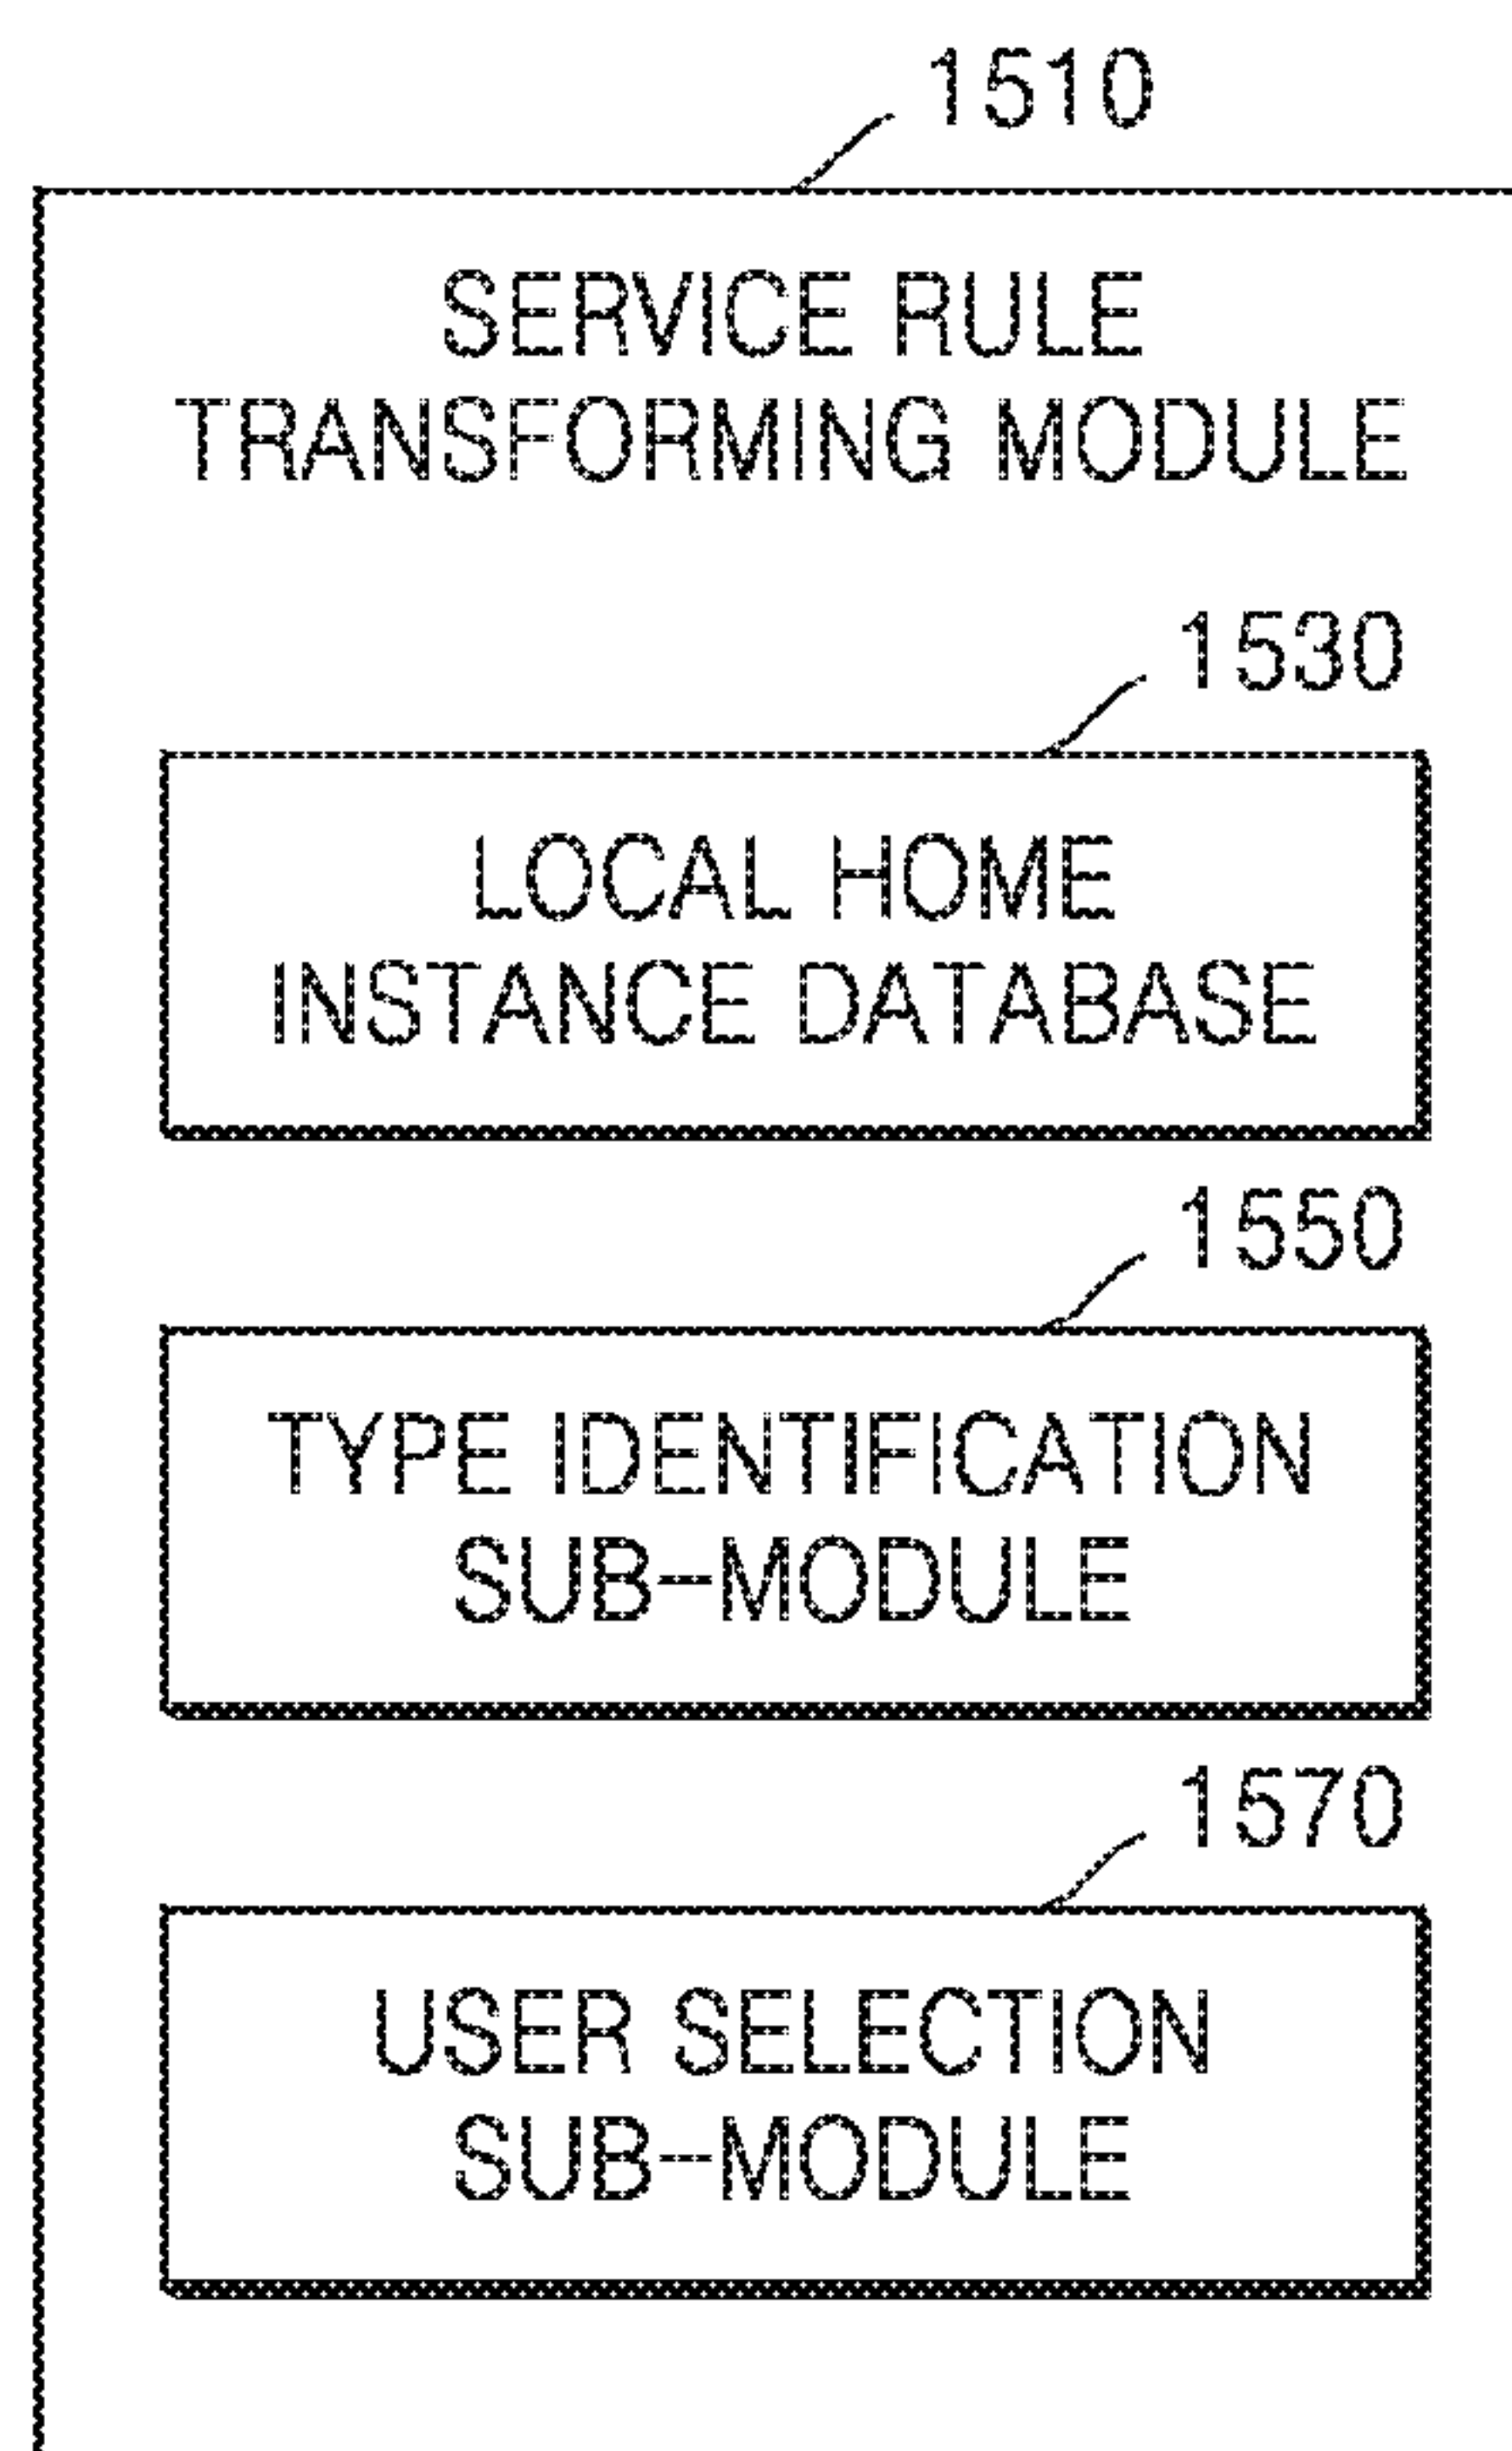 1510
SERVICE RULE
TRANSFORMING MODULE
1530
LOCAL HOME
INSTANCE DATABASE
1550
TYPE IDENTIFICATION
SUB-MODULE
1570
USER SELECTION
SUB-MODULE